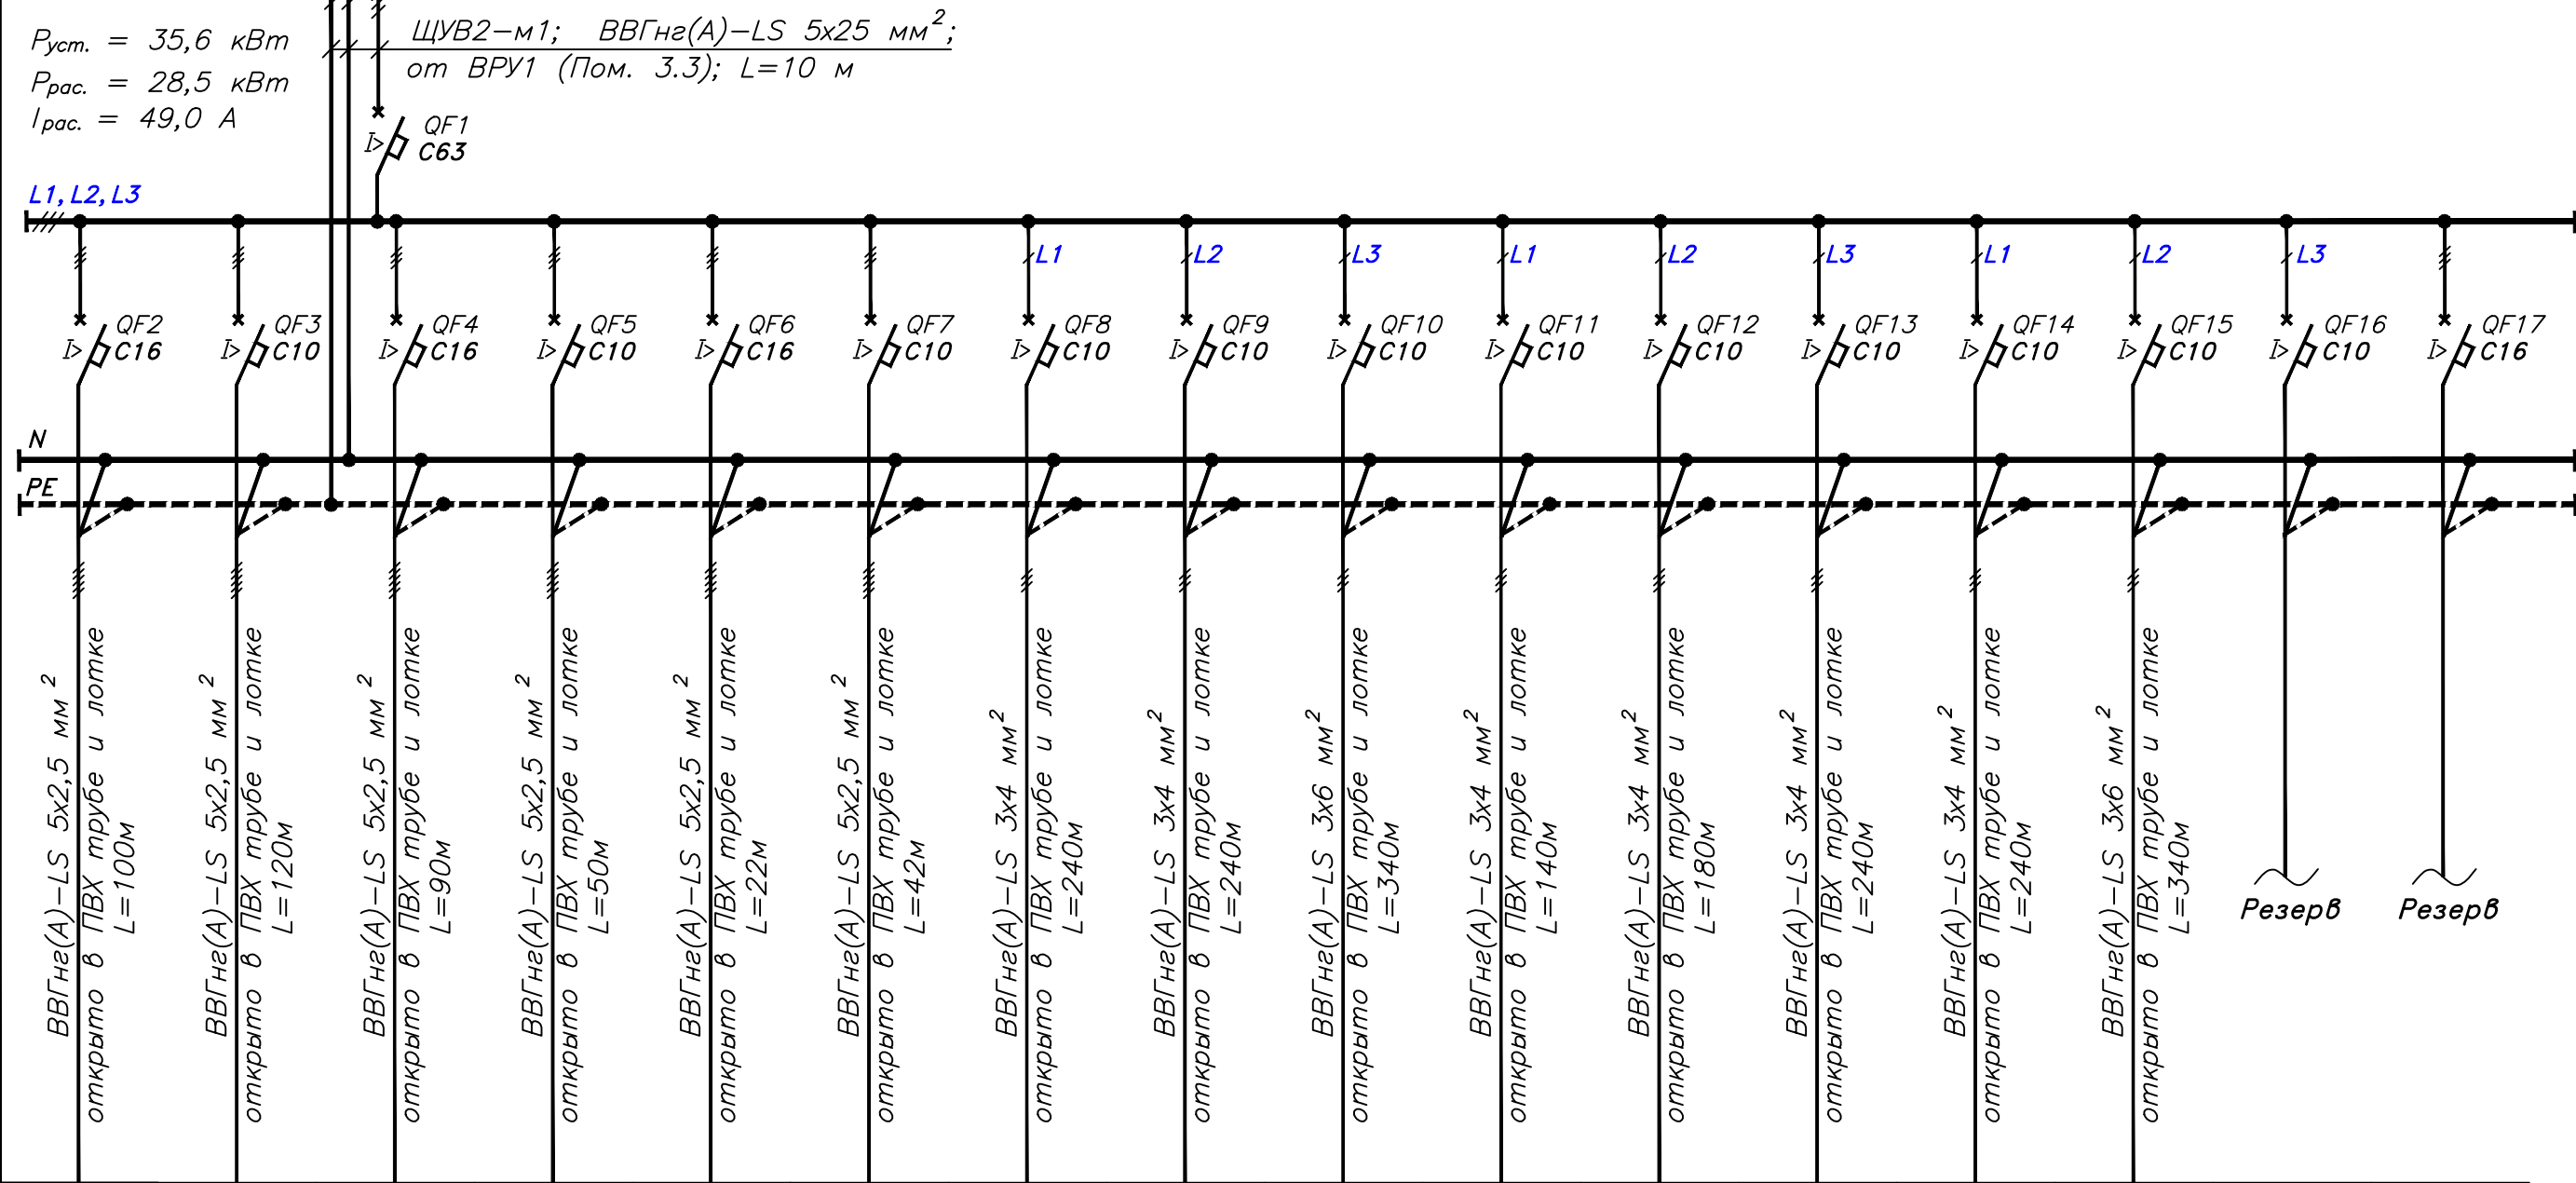 Pуст. = 35,6 кВт
Pрас. = 28,5 кВт
Iрас. = 49,0 А
ЩУВ2-м1; ВВГнг(А)-LS 5х25 мм²;
от ВРУ1 (Пом. 3.3); L=10 м
I> QF1
C63
L1, L2, L3
L1 L2 L3 L1 L2 L3 L1 L2 L3
I> QF2
C16
I> QF3
C10
I> QF4
C16
I> QF5
C10
I> QF6
C16
I> QF7
C10
I> QF8
C10
I> QF9
C10
I> QF10
C10
I> QF11
C10
I> QF12
C10
I> QF13
C10
I> QF14
C10
I> QF15
C10
I> QF16
C10
I> QF17
C16
N
PE
ВВГнг(А)-LS 5х2,5 мм²
открыто в ПВХ трубе и лотке
L=100м
ВВГнг(А)-LS 5х2,5 мм²
открыто в ПВХ трубе и лотке
L=120м
ВВГнг(А)-LS 5х2,5 мм²
открыто в ПВХ трубе и лотке
L=90м
ВВГнг(А)-LS 5х2,5 мм²
открыто в ПВХ трубе и лотке
L=50м
ВВГнг(А)-LS 5х2,5 мм²
открыто в ПВХ трубе и лотке
L=22м
ВВГнг(А)-LS 5х2,5 мм²
открыто в ПВХ трубе и лотке
L=42м
ВВГнг(А)-LS 3х4 мм²
открыто в ПВХ трубе и лотке
L=240м
ВВГнг(А)-LS 3х4 мм²
открыто в ПВХ трубе и лотке
L=240м
ВВГнг(А)-LS 3х6 мм²
открыто в ПВХ трубе и лотке
L=340м
ВВГнг(А)-LS 3х4 мм²
открыто в ПВХ трубе и лотке
L=140м
ВВГнг(А)-LS 3х4 мм²
открыто в ПВХ трубе и лотке
L=180м
ВВГнг(А)-LS 3х4 мм²
открыто в ПВХ трубе и лотке
L=240м
ВВГнг(А)-LS 3х4 мм²
открыто в ПВХ трубе и лотке
L=240м
ВВГнг(А)-LS 3х6 мм²
открыто в ПВХ трубе и лотке
L=340м
Резерв
Резерв